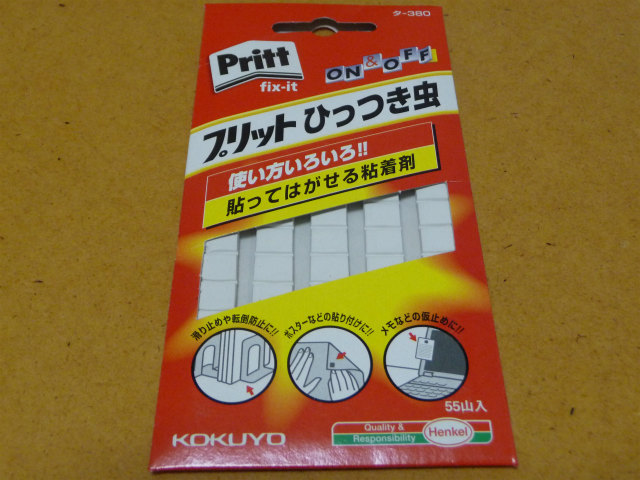 タ-380
Pritt
fix-it
ON & OFF
プリット ひっつき虫
使い方いろいろ!!
貼ってはがせる粘着剤
滑り止めや転倒防止に!!
ポスターなどの貼り付けに!!
メモなどの仮止めに!!
55山入
KOKUYO
Quality &
Responsibility
Henkel